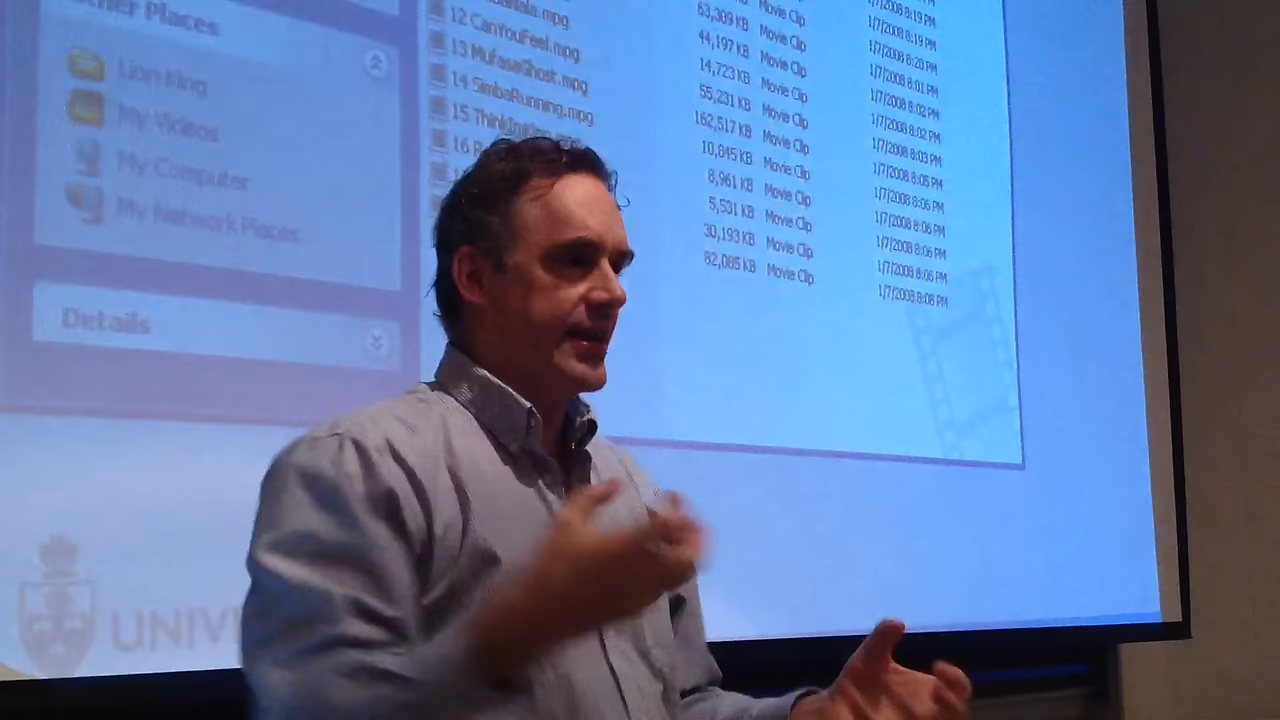 Other Places
Lion King
My Videos
My Computer
My Network Places
Details
12 CanYouFeel.mpg
13 MufasaGhost.mpg
14 SimbaRunning.mpg
15
16
63,309 KB Movie Clip 1/7/2008 8:19 PM
44,197 KB Movie Clip 1/7/2008 8:20 PM
14,723 KB Movie Clip 1/7/2008 8:01 PM
55,231 KB Movie Clip 1/7/2008 8:02 PM
162,517 KB Movie Clip 1/7/2008 8:02 PM
10,845 KB Movie Clip 1/7/2008 8:03 PM
8,961 KB Movie Clip 1/7/2008 8:05 PM
5,531 KB Movie Clip 1/7/2008 8:06 PM
30,193 KB Movie Clip 1/7/2008 8:06 PM
82,085 KB Movie Clip 1/7/2008 8:06 PM
1/7/2008 8:08 PM
UNIV